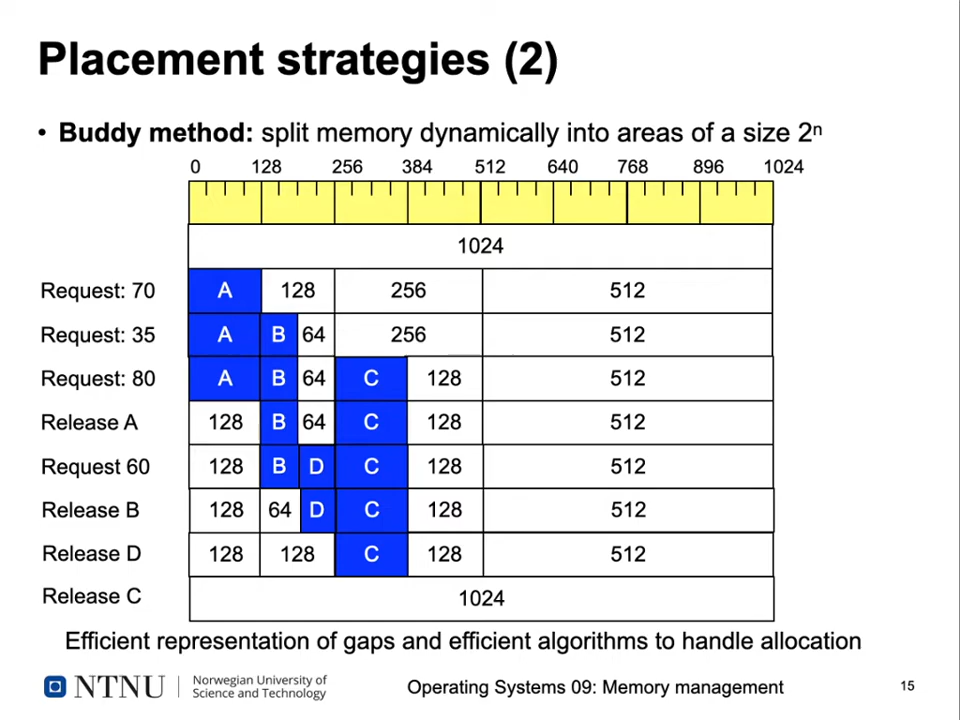 Placement strategies (2)
• Buddy method: split memory dynamically into areas of a size 2ⁿ
0 128 256 384 512 640 768 896 1024
1024
Request: 70 A 128 256 512
Request: 35 A B 64 256 512
Request: 80 A B 64 C 128 512
Release A 128 B 64 C 128 512
Request 60 128 B D C 128 512
Release B 128 64 D C 128 512
Release D 128 128 C 128 512
Release C 1024
Efficient representation of gaps and efficient algorithms to handle allocation
NTNU
Norwegian University of
Science and Technology
Operating Systems 09: Memory management
15